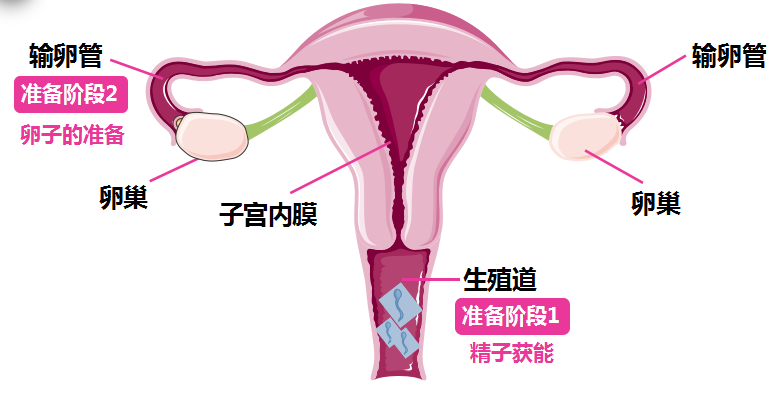 输卵管
准备阶段2
卵子的准备
卵巢
子宫内膜
输卵管
卵巢
生殖道
准备阶段1
精子获能